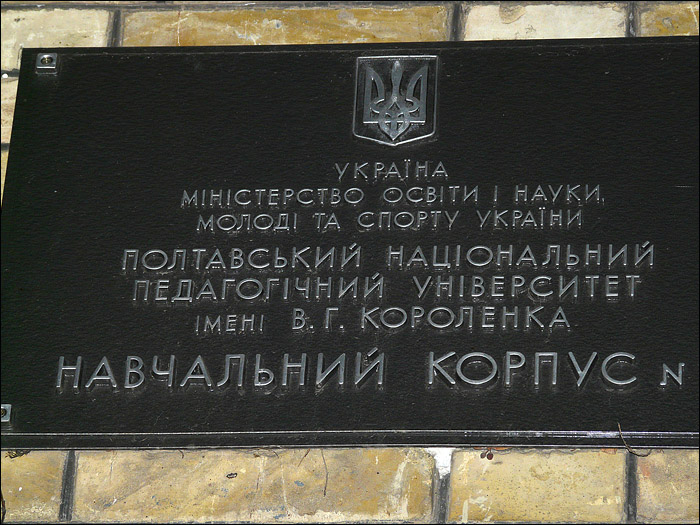 УКРАЇНА
МІНІСТЕРСТВО ОСВІТИ І НАУКИ,
МОЛОДІ ТА СПОРТУ УКРАЇНИ
ПОЛТАВСЬКИЙ НАЦІОНАЛЬНИЙ
ПЕДАГОГІЧНИЙ УНІВЕРСИТЕТ
ІМЕНІ В. Г. КОРОЛЕНКА
НАВЧАЛЬНИЙ КОРПУС N